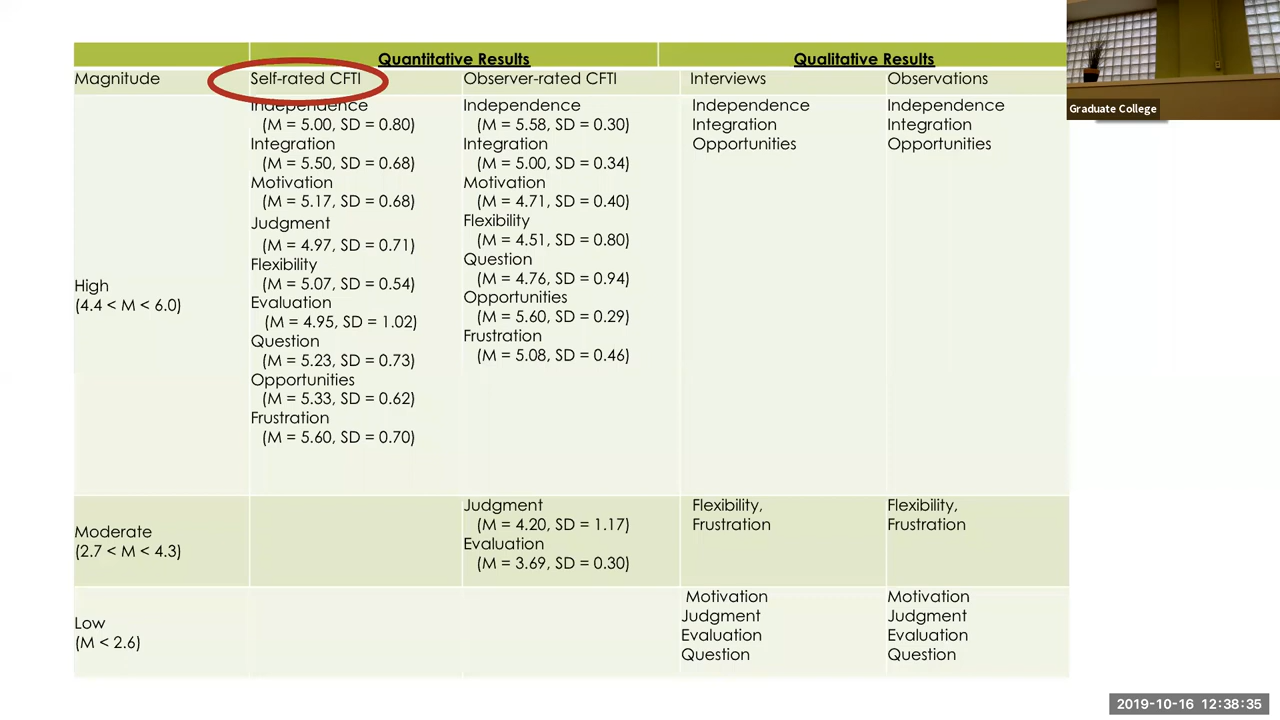 Quantitative Results
Qualitative Results
Magnitude
Self-rated CFTI
Observer-rated CFTI
Interviews
Observations
High
(4.4 < M < 6.0)
Independence
(M = 5.00, SD = 0.80)
Integration
(M = 5.50, SD = 0.68)
Motivation
(M = 5.17, SD = 0.68)
Judgment
(M = 4.97, SD = 0.71)
Flexibility
(M = 5.07, SD = 0.54)
Evaluation
(M = 4.95, SD = 1.02)
Question
(M = 5.23, SD = 0.73)
Opportunities
(M = 5.33, SD = 0.62)
Frustration
(M = 5.60, SD = 0.70)
Independence
(M = 5.58, SD = 0.30)
Integration
(M = 5.00, SD = 0.34)
Motivation
(M = 4.71, SD = 0.40)
Flexibility
(M = 4.51, SD = 0.80)
Question
(M = 4.76, SD = 0.94)
Opportunities
(M = 5.60, SD = 0.29)
Frustration
(M = 5.08, SD = 0.46)
Independence
Integration
Opportunities
Independence
Integration
Opportunities
Moderate
(2.7 < M < 4.3)
Judgment
(M = 4.20, SD = 1.17)
Evaluation
(M = 3.69, SD = 0.30)
Flexibility,
Frustration
Flexibility,
Frustration
Low
(M < 2.6)
Motivation
Judgment
Evaluation
Question
Motivation
Judgment
Evaluation
Question
Graduate College
2019-10-16 12:38:35